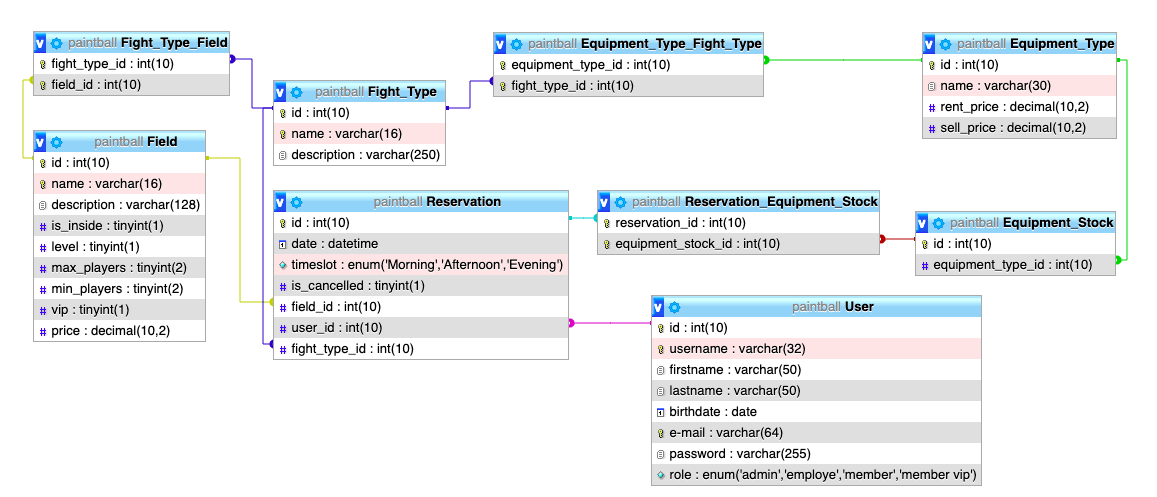 paintball Fight_Type_Field
fight_type_id : int(10)
field_id : int(10)
paintball Fight_Type
id : int(10)
name : varchar(16)
description : varchar(250)
paintball Equipment_Type_Fight_Type
equipment_type_id : int(10)
fight_type_id : int(10)
paintball Equipment_Type
id : int(10)
name : varchar(30)
rent_price : decimal(10,2)
sell_price : decimal(10,2)
paintball Field
id : int(10)
name : varchar(16)
description : varchar(128)
is_inside : tinyint(1)
level : tinyint(1)
max_players : tinyint(2)
min_players : tinyint(2)
vip : tinyint(1)
price : decimal(10,2)
paintball Reservation
id : int(10)
date : datetime
timeslot : enum('Morning','Afternoon','Evening')
is_cancelled : tinyint(1)
field_id : int(10)
user_id : int(10)
fight_type_id : int(10)
paintball Reservation_Equipment_Stock
reservation_id : int(10)
equipment_stock_id : int(10)
paintball Equipment_Stock
id : int(10)
equipment_type_id : int(10)
paintball User
id : int(10)
username : varchar(32)
firstname : varchar(50)
lastname : varchar(50)
birthdate : date
e-mail : varchar(64)
password : varchar(255)
role : enum('admin','employe','member','member vip')